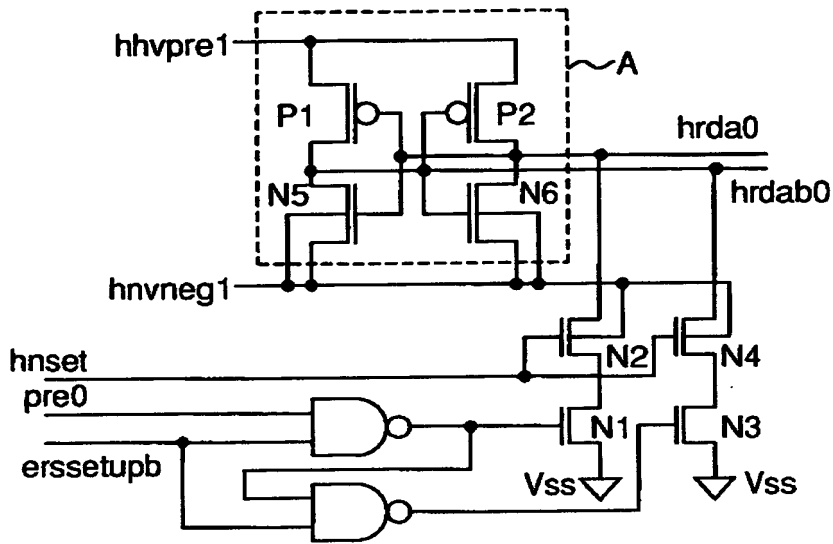 hhvpre1
A
P1
P2
hrda0
N5
N6
hrdab0
hnvneg1
N2
N4
hnset
pre0
N1
N3
erssetupb
Vss
Vss